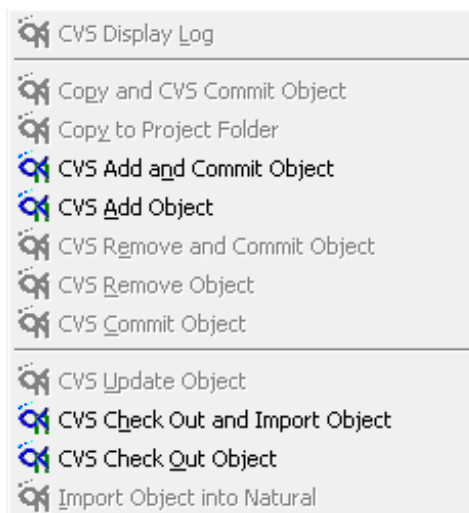 CVS Display Log
Copy and CVS Commit Object
Copy to Project Folder
CVS Add and Commit Object
CVS Add Object
CVS Remove and Commit Object
CVS Remove Object
CVS Commit Object
CVS Update Object
CVS Check Out and Import Object
CVS Check Out Object
Import Object into Natural